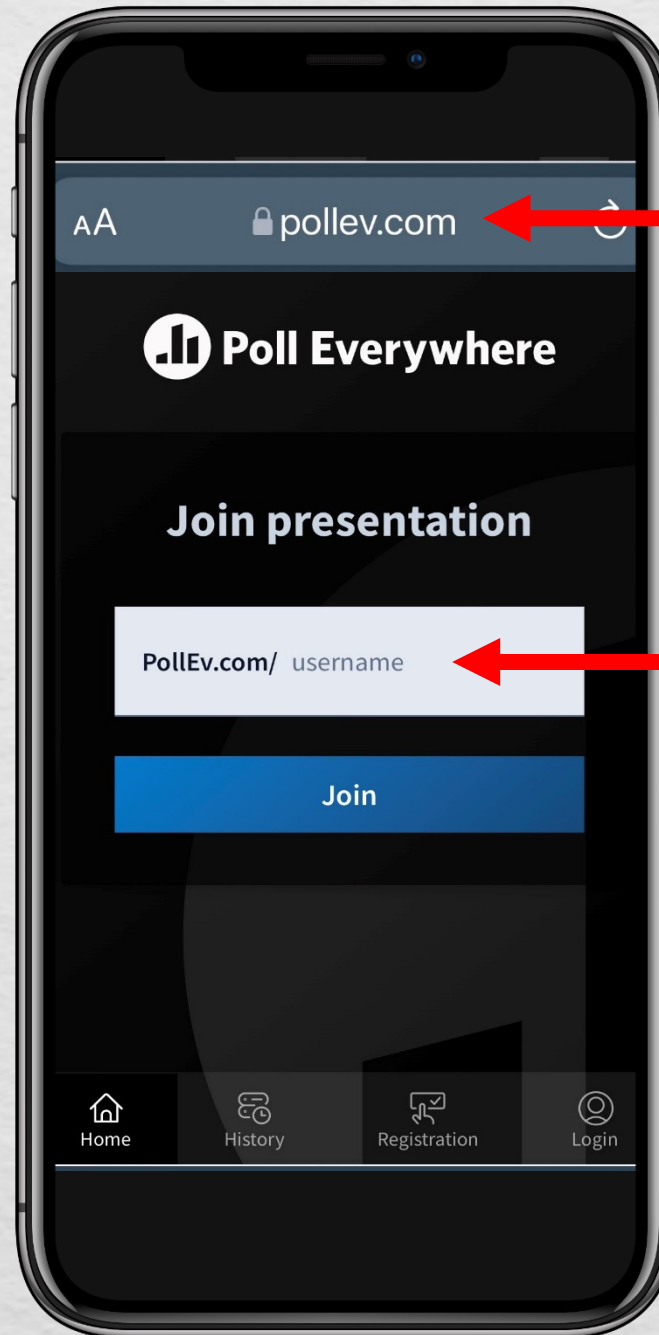 AA pollev.com
Poll Everywhere
Join presentation
PollEv.com/ username
Join
Home History Registration Login